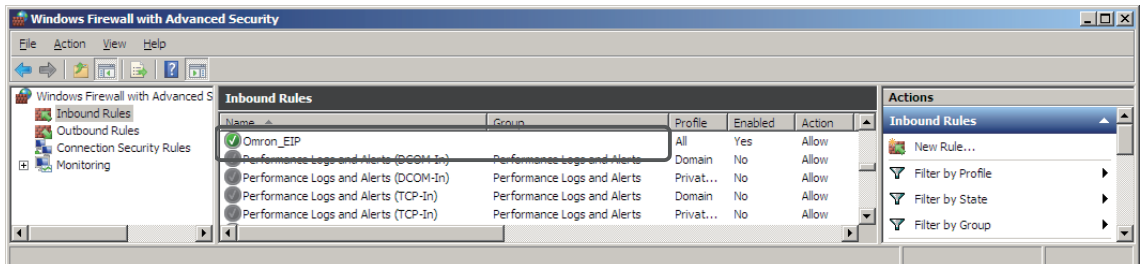 Windows Firewall with Advanced Security
File Action View Help
Windows Firewall with Advanced S
Inbound Rules
Outbound Rules
Connection Security Rules
Monitoring
Inbound Rules
Name Group Profile Enabled Action
Omron_EIP All Yes Allow
Performance Logs and Alerts (DCOM-In) Performance Logs and Alerts Domain No Allow
Performance Logs and Alerts (DCOM-In) Performance Logs and Alerts Privat... No Allow
Performance Logs and Alerts (TCP-In) Performance Logs and Alerts Domain No Allow
Performance Logs and Alerts (TCP-In) Performance Logs and Alerts Privat... No Allow
Actions
Inbound Rules
New Rule...
Filter by Profile
Filter by State
Filter by Group